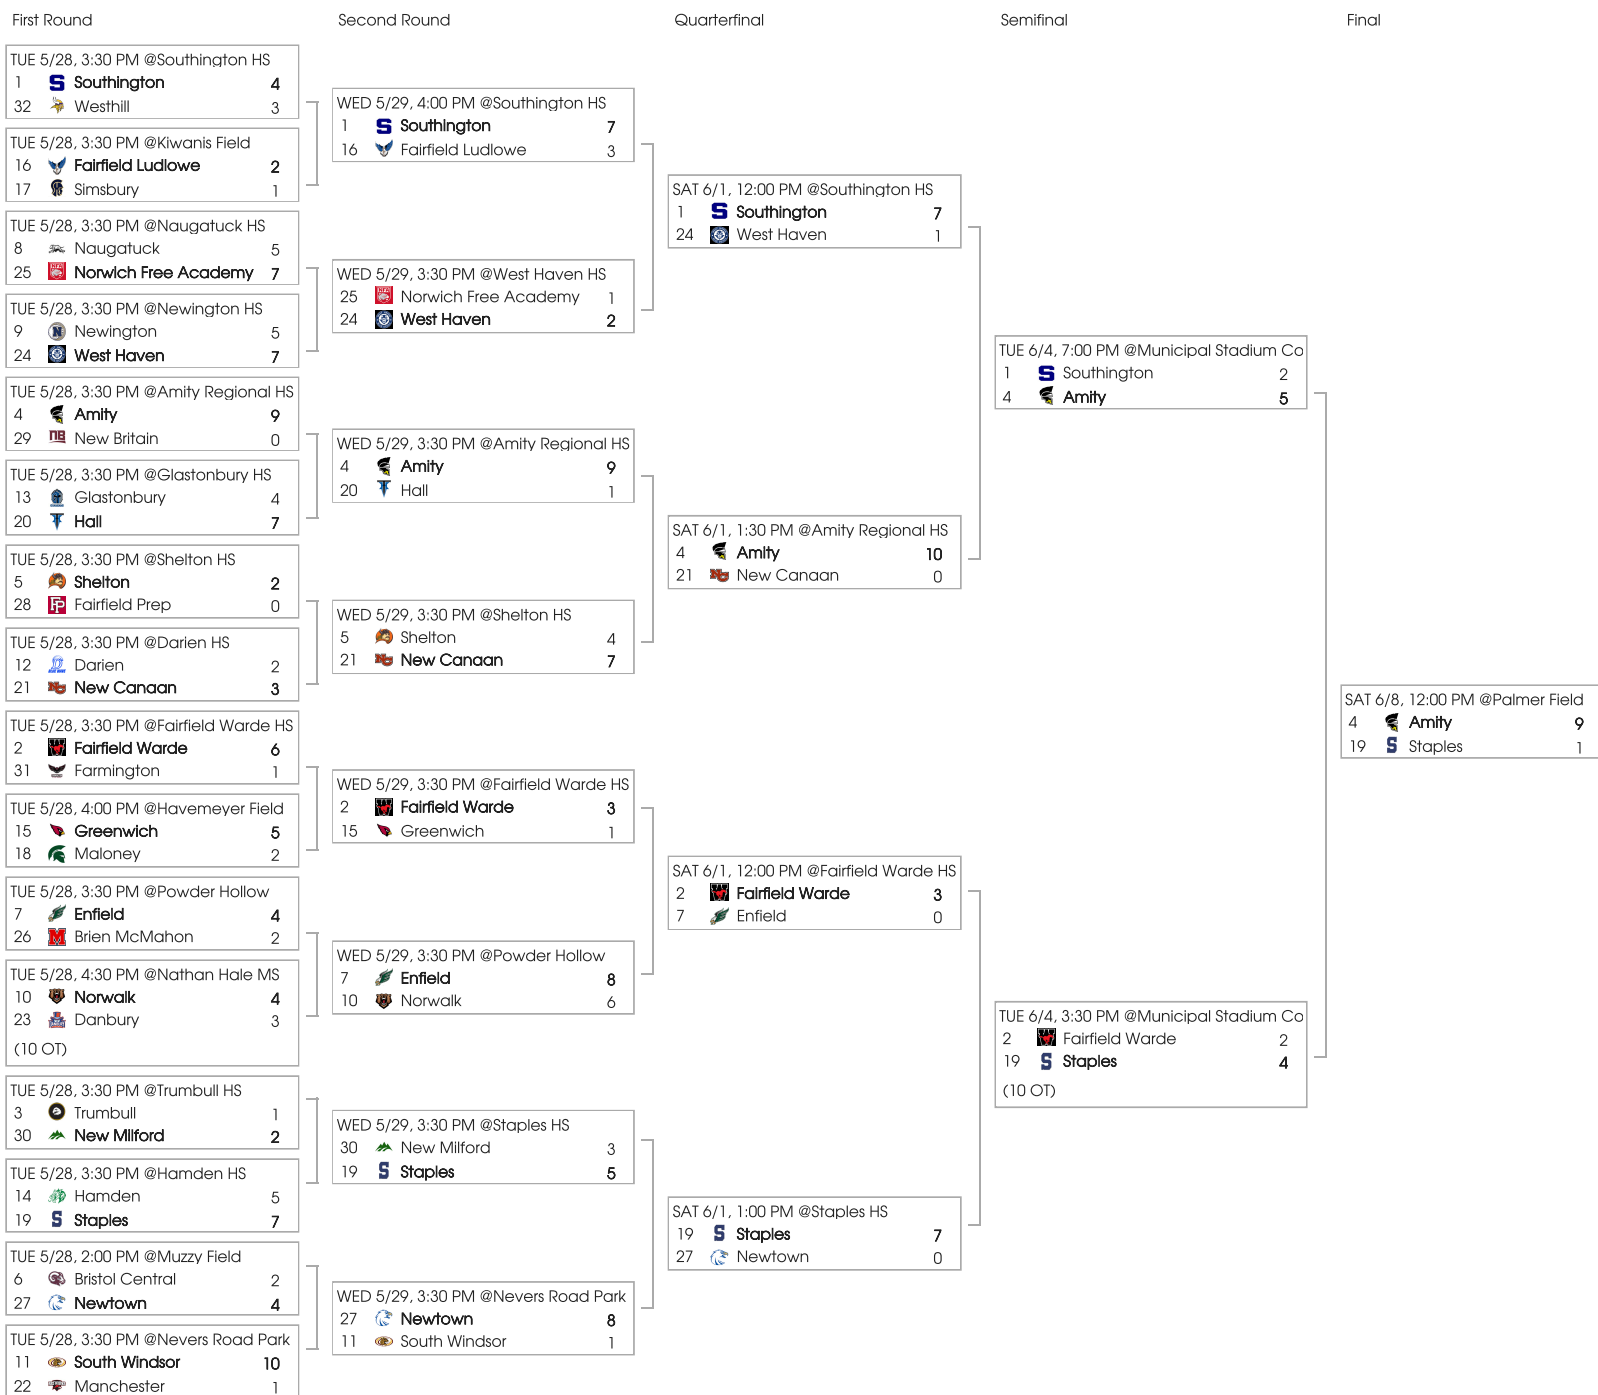 First Round
Second Round
Quarterfinal
Semifinal
Final
TUE 5/28, 3:30 PM @Southington HS
1 Southington 4
32 Westhill 3
TUE 5/28, 3:30 PM @Kiwanis Field
16 Fairfield Ludlowe 2
17 Simsbury 1
TUE 5/28, 3:30 PM @Naugatuck HS
8 Naugatuck 5
25 Norwich Free Academy 7
TUE 5/28, 3:30 PM @Newington HS
9 Newington 5
24 West Haven 7
TUE 5/28, 3:30 PM @Amity Regional HS
4 Amity 9
29 New Britain 0
TUE 5/28, 3:30 PM @Glastonbury HS
13 Glastonbury 4
20 Hall 7
TUE 5/28, 3:30 PM @Shelton HS
5 Shelton 2
28 Fairfield Prep 0
TUE 5/28, 3:30 PM @Darien HS
12 Darien 2
21 New Canaan 3
TUE 5/28, 3:30 PM @Fairfield Warde HS
2 Fairfield Warde 6
31 Farmington 1
TUE 5/28, 4:00 PM @Havemeyer Field
15 Greenwich 5
18 Maloney 2
TUE 5/28, 3:30 PM @Powder Hollow
7 Enfield 4
26 Brien McMahon 2
TUE 5/28, 4:30 PM @Nathan Hale MS
10 Norwalk 4
23 Danbury 3
(10 OT)
TUE 5/28, 3:30 PM @Trumbull HS
3 Trumbull 1
30 New Milford 2
TUE 5/28, 3:30 PM @Hamden HS
14 Hamden 5
19 Staples 7
TUE 5/28, 2:00 PM @Muzzy Field
6 Bristol Central 2
27 Newtown 4
TUE 5/28, 3:30 PM @Nevers Road Park
11 South Windsor 10
22 Manchester 1
WED 5/29, 4:00 PM @Southington HS
1 Southington 7
16 Fairfield Ludlowe 3
WED 5/29, 3:30 PM @West Haven HS
25 Norwich Free Academy 1
24 West Haven 2
WED 5/29, 3:30 PM @Amity Regional HS
4 Amity 9
20 Hall 1
WED 5/29, 3:30 PM @Shelton HS
5 Shelton 4
21 New Canaan 7
WED 5/29, 3:30 PM @Fairfield Warde HS
2 Fairfield Warde 3
15 Greenwich 1
WED 5/29, 3:30 PM @Powder Hollow
7 Enfield 8
10 Norwalk 6
WED 5/29, 3:30 PM @Staples HS
30 New Milford 3
19 Staples 5
WED 5/29, 3:30 PM @Nevers Road Park
27 Newtown 8
11 South Windsor 1
SAT 6/1, 12:00 PM @Southington HS
1 Southington 7
24 West Haven 1
SAT 6/1, 1:30 PM @Amity Regional HS
4 Amity 10
21 New Canaan 0
SAT 6/1, 12:00 PM @Fairfield Warde HS
2 Fairfield Warde 3
7 Enfield 0
SAT 6/1, 1:00 PM @Staples HS
19 Staples 7
27 Newtown 0
TUE 6/4, 7:00 PM @Municipal Stadium Co
1 Southington 2
4 Amity 5
TUE 6/4, 3:30 PM @Municipal Stadium Co
2 Fairfield Warde 2
19 Staples 4
(10 OT)
SAT 6/8, 12:00 PM @Palmer Field
4 Amity 9
19 Staples 1